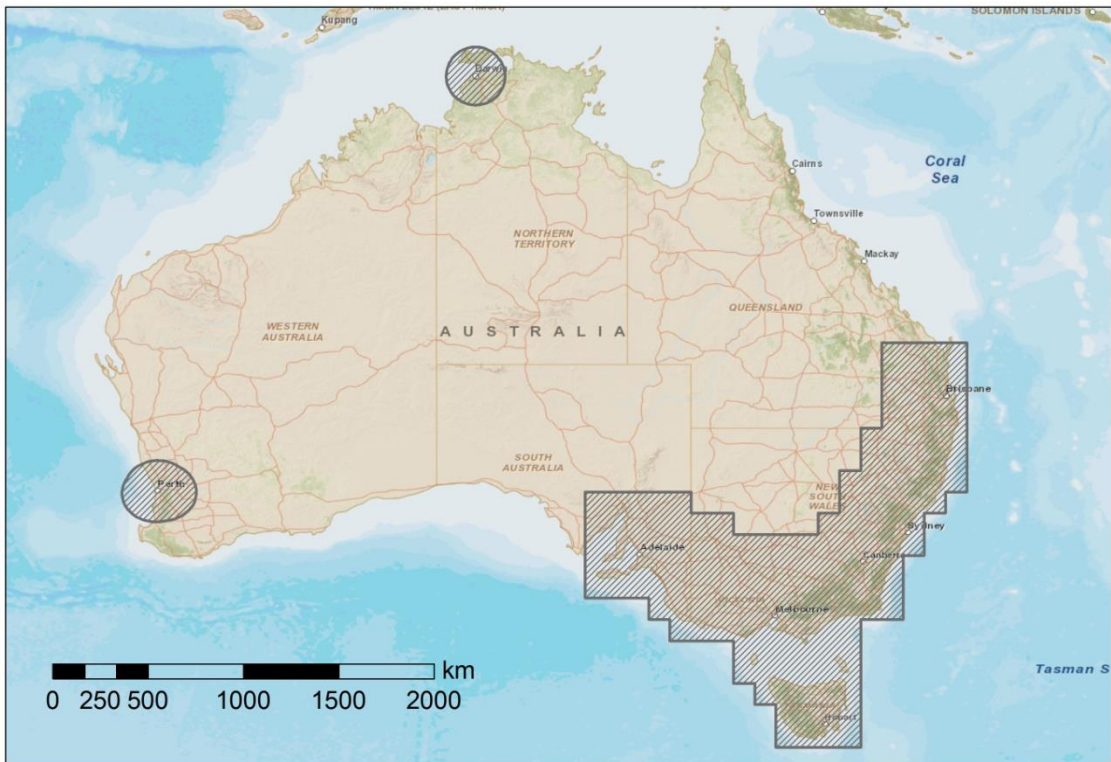 Kupang
SOLOMON ISLANDS
Darwin
Cairns
Coral
Sea
Townsville
NORTHERN
TERRITORY
Mackay
QUEENSLAND
WESTERN
AUSTRALIA
AUSTRALIA
Brisbane
SOUTH
AUSTRALIA
Perth
NEW
SOUTH
WALES
Sydney
Adelaide
Canberra
Melbourne
Tasman S
Hobart
km
0 250 500 1000 1500 2000